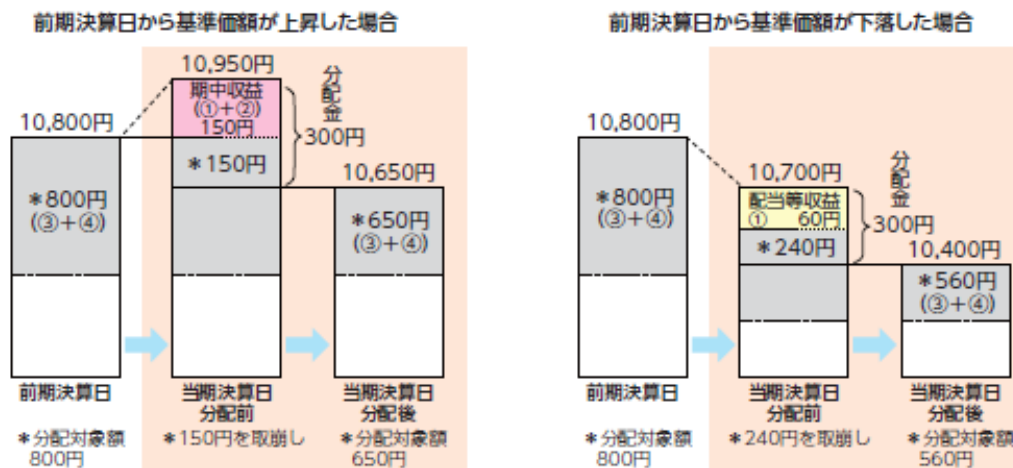 前期決算日から基準価額が上昇した場合
10,950円
期中収益
(①+②)
150円
分配金
300円
10,800円
*150円
10,650円
*800円
(③+④)
*650円
(③+④)
前期決算日
当期決算日
分配前
当期決算日
分配後
*分配対象額
800円
*150円を取崩し
*分配対象額
650円
前期決算日から基準価額が下落した場合
10,800円
10,700円
分配金
*800円
(③+④)
配当等収益
① 60円
300円
*240円
10,400円
*560円
(③+④)
前期決算日
当期決算日
分配前
当期決算日
分配後
*分配対象額
800円
*240円を取崩し
*分配対象額
560円